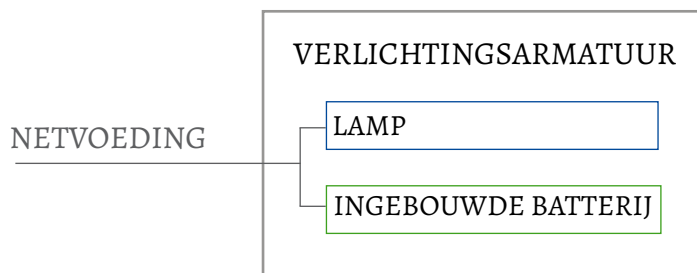 VERLICHTINGSARMATUUR
LAMP
NETVOEDING
INGEBOUWDE BATTERIJ